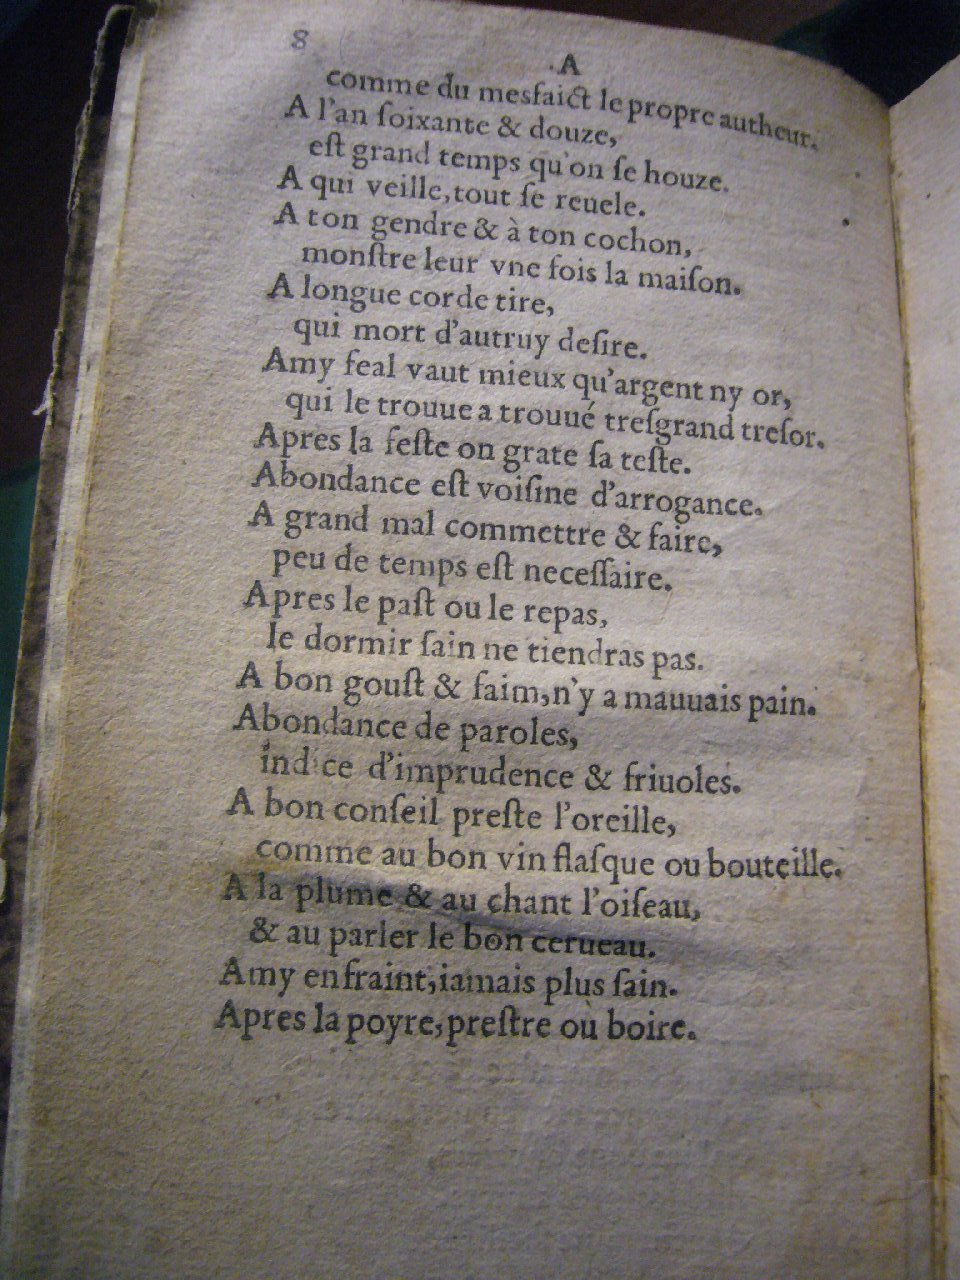 8
A
comme du mesfaict le propre autheur.
A l'an ſoixante & douze,
eſt grand temps qu'on ſe houze.
A qui veille, tout ſe reuele.
A ton gendre & à ton cochon,
monſtre leur vne fois la maiſon.
A longue corde tire,
qui mort d'autruy deſire.
Amy feal vaut mieux qu'argent ny or,
qui le trouue a trouué treſgrand treſor.
Apres la feſte on grate ſa teſte.
Abondance eſt voiſine d'arrogance.
A grand mal commettre & faire,
peu de temps eſt neceſſaire.
Apres le paſt ou le repas,
le dormir ſain ne tiendras pas.
A bon gouſt & faim, n'y a mauuais pain.
Abondance de paroles,
indice d'imprudence & friuoles.
A bon conſeil preſte l'oreille,
comme au bon vin flaſque ou bouteille.
A la plume & au chant l'oiſeau,
& au parler le bon cerueau.
Amy enfraint, iamais plus ſain.
Apres la poyre, preſtre ou boire.